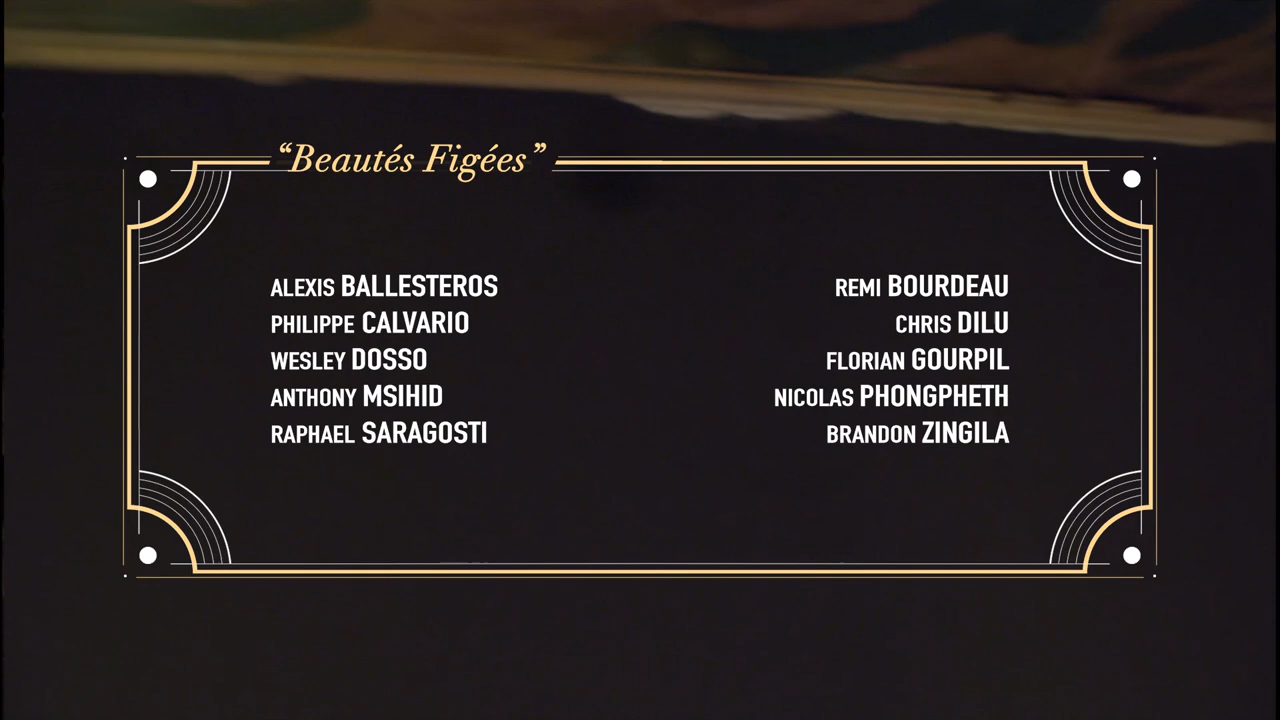 “Beautés Figées”
ALEXIS BALLESTEROS
PHILIPPE CALVARIO
WESLEY DOSSO
ANTHONY MSIHID
RAPHAEL SARAGOSTI
REMI BOURDEAU
CHRIS DILU
FLORIAN GOURPIL
NICOLAS PHONGPHETH
BRANDON ZINGILA